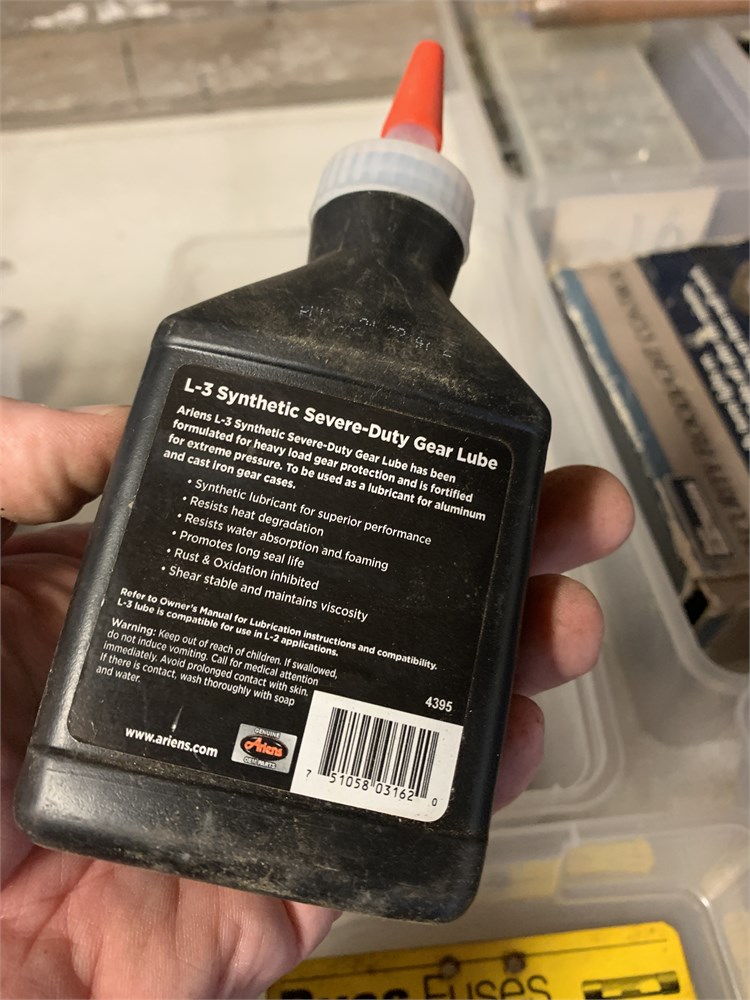 L-3 Synthetic Severe-Duty Gear Lube
Ariens L-3 Synthetic Severe-Duty Gear Lube has been
formulated for heavy load gear protection and is fortified
for extreme pressure. To be used as a lubricant for aluminum
and cast iron gear cases.
• Synthetic lubricant for superior performance
• Resists heat degradation
• Resists water absorption and foaming
• Promotes long seal life
• Rust & Oxidation inhibited
• Shear stable and maintains viscosity
Refer to Owner's Manual for Lubrication instructions and compatibility.
L-3 lube is compatible for use in L-2 applications.
Warning: Keep out of reach of children. If swallowed,
do not induce vomiting. Call for medical attention
immediately. Avoid prolonged contact with skin.
If there is contact, wash thoroughly with soap
and water.
4395
www.ariens.com
GENUINE
Ariens
OEM PARTS
7 51058 03162 0
Fuses